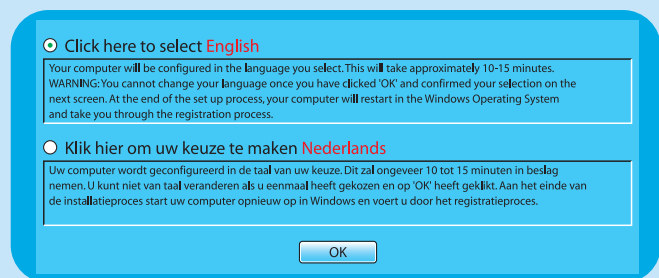 Click here to select English
Your computer will be configured in the language you select. This will take approximately 10-15 minutes.
WARNING: You cannot change your language once you have clicked 'OK' and confirmed your selection on the
next screen. At the end of the set up process, your computer will restart in the Windows Operating System
and take you through the registration process.
Klik hier om uw keuze te maken Nederlands
Uw computer wordt geconfigureerd in de taal van uw keuze. Dit zal ongeveer 10 tot 15 minuten in beslag
nemen. U kunt niet van taal veranderen als u eenmaal heeft gekozen en op 'OK' heeft geklikt. Aan het einde van
de installatieproces start uw computer opnieuw op in Windows en voert u door het registratieproces.
OK